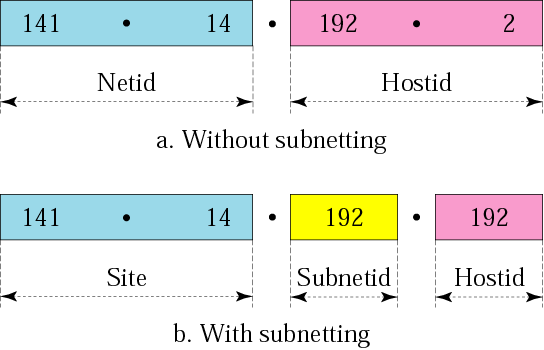 141 • 14 • 192 • 2
Netid Hostid
a. Without subnetting
141 • 14 • 192 • 192
Site Subnetid Hostid
b. With subnetting